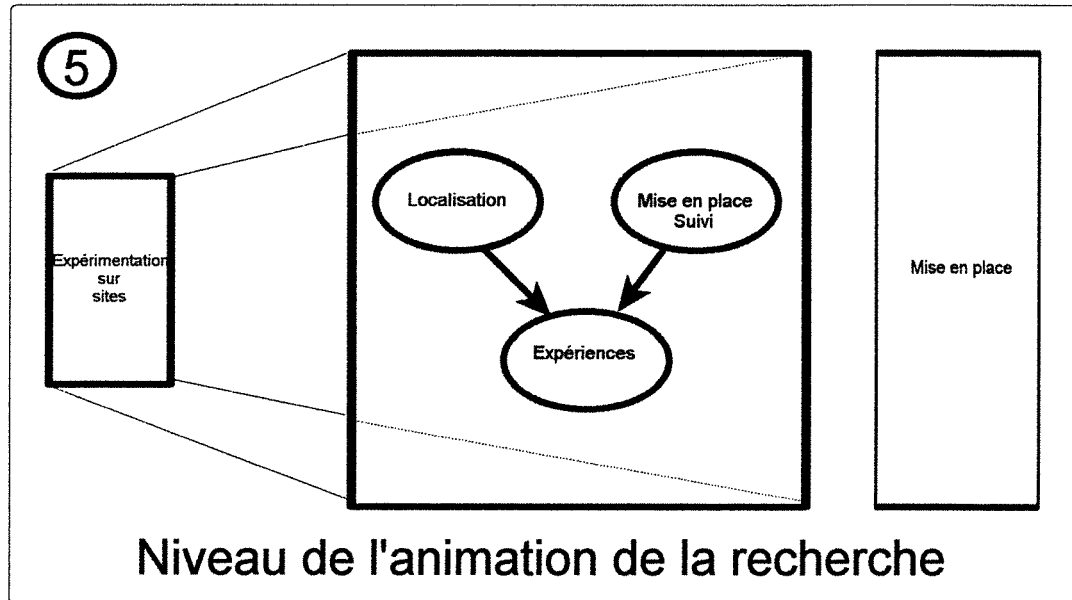 5
Expérimentation
sur
sites
Localisation
Mise en place
Suivi
Expériences
Mise en place
Niveau de l'animation de la recherche